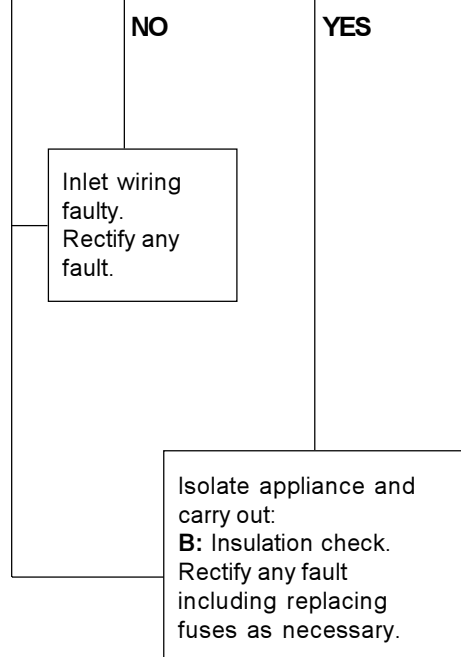 NO YES
Inlet wiring
faulty.
Rectify any
fault.
Isolate appliance and
carry out:
B: Insulation check.
Rectify any fault
including replacing
fuses as necessary.